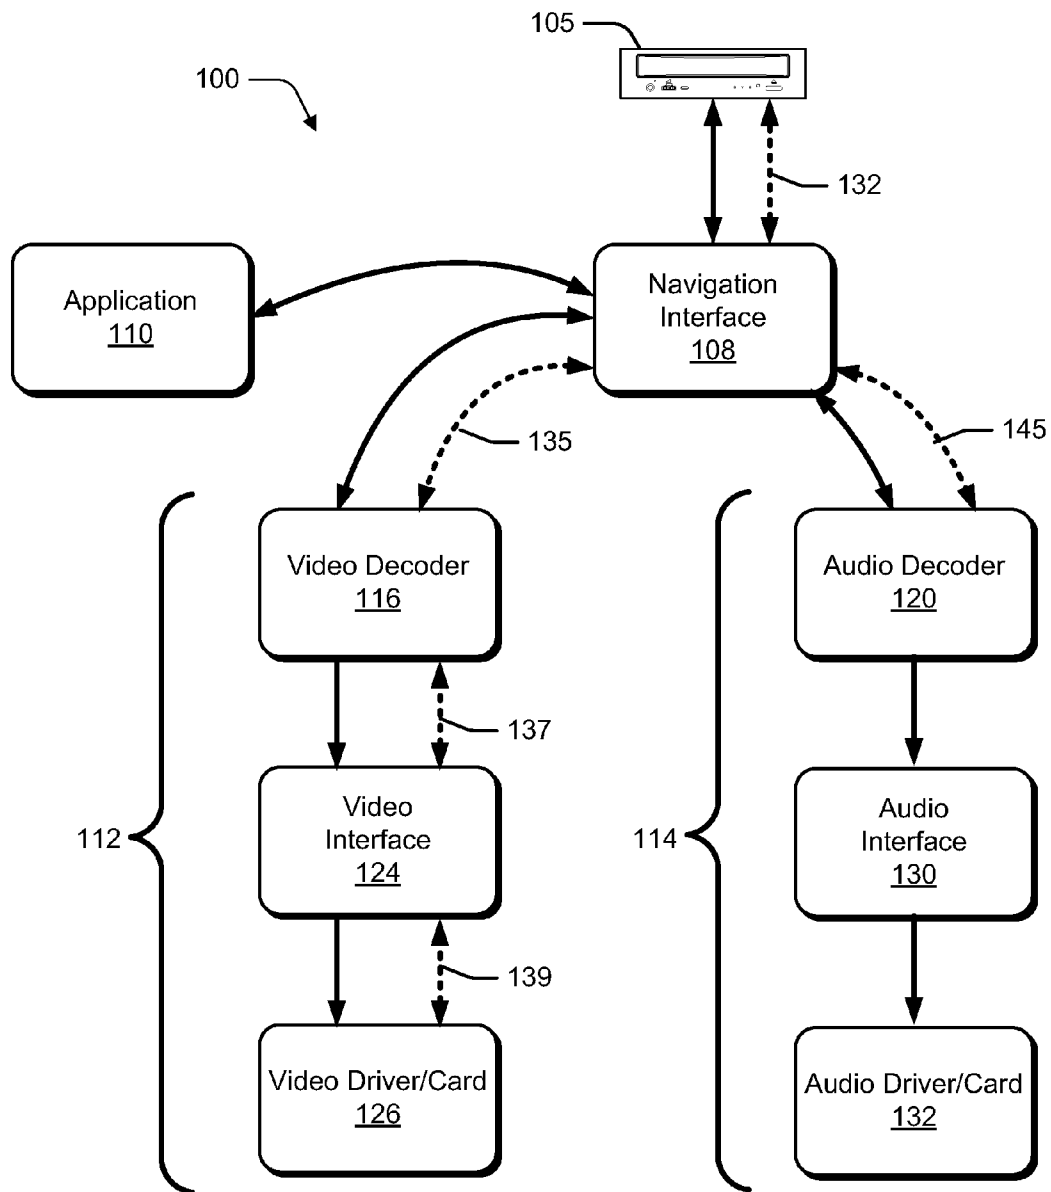 105
100
132
Application
110
Navigation
Interface
108
135
145
Video Decoder
116
Audio Decoder
120
137
112
Video
Interface
124
114
Audio
Interface
130
139
Video Driver/Card
126
Audio Driver/Card
132